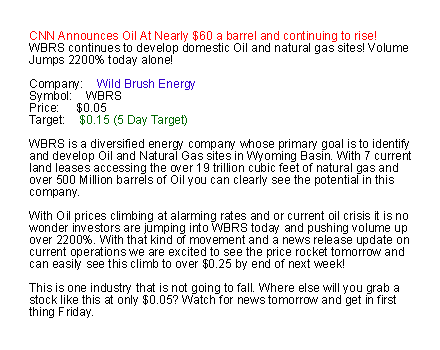 CNN Announces Oil At Nearly $60 a barrel and continuing to rise!
WBRS continues to develop domestic Oil and natural gas sites! Volume
Jumps 2200% today alone!
Company: Wild Brush Energy
Symbol: WBRS
Price: $0.05
Target: $0.15 (5 Day Target)
WBRS is a diversified energy company whose primary goal is to identify
and develop Oil and Natural Gas sites in Wyoming Basin. With 7 current
land leases accessing the over 19 trillion cubic feet of natural gas and
over 500 Million barrels of Oil you can clearly see the potential in this
company.
With Oil prices climbing at alarming rates and or current oil crisis it is no
wonder investors are jumping into WBRS today and pushing volume up
over 2200%. With that kind of movement and a news release update on
current operations we are excited to see the price rocket tomorrow and
can easily see this climb to over $0.25 by end of next week!
This is one industry that is not going to fall. Where else will you grab a
stock like this at only $0.05? Watch for news tomorrow and get in first
thing Friday.